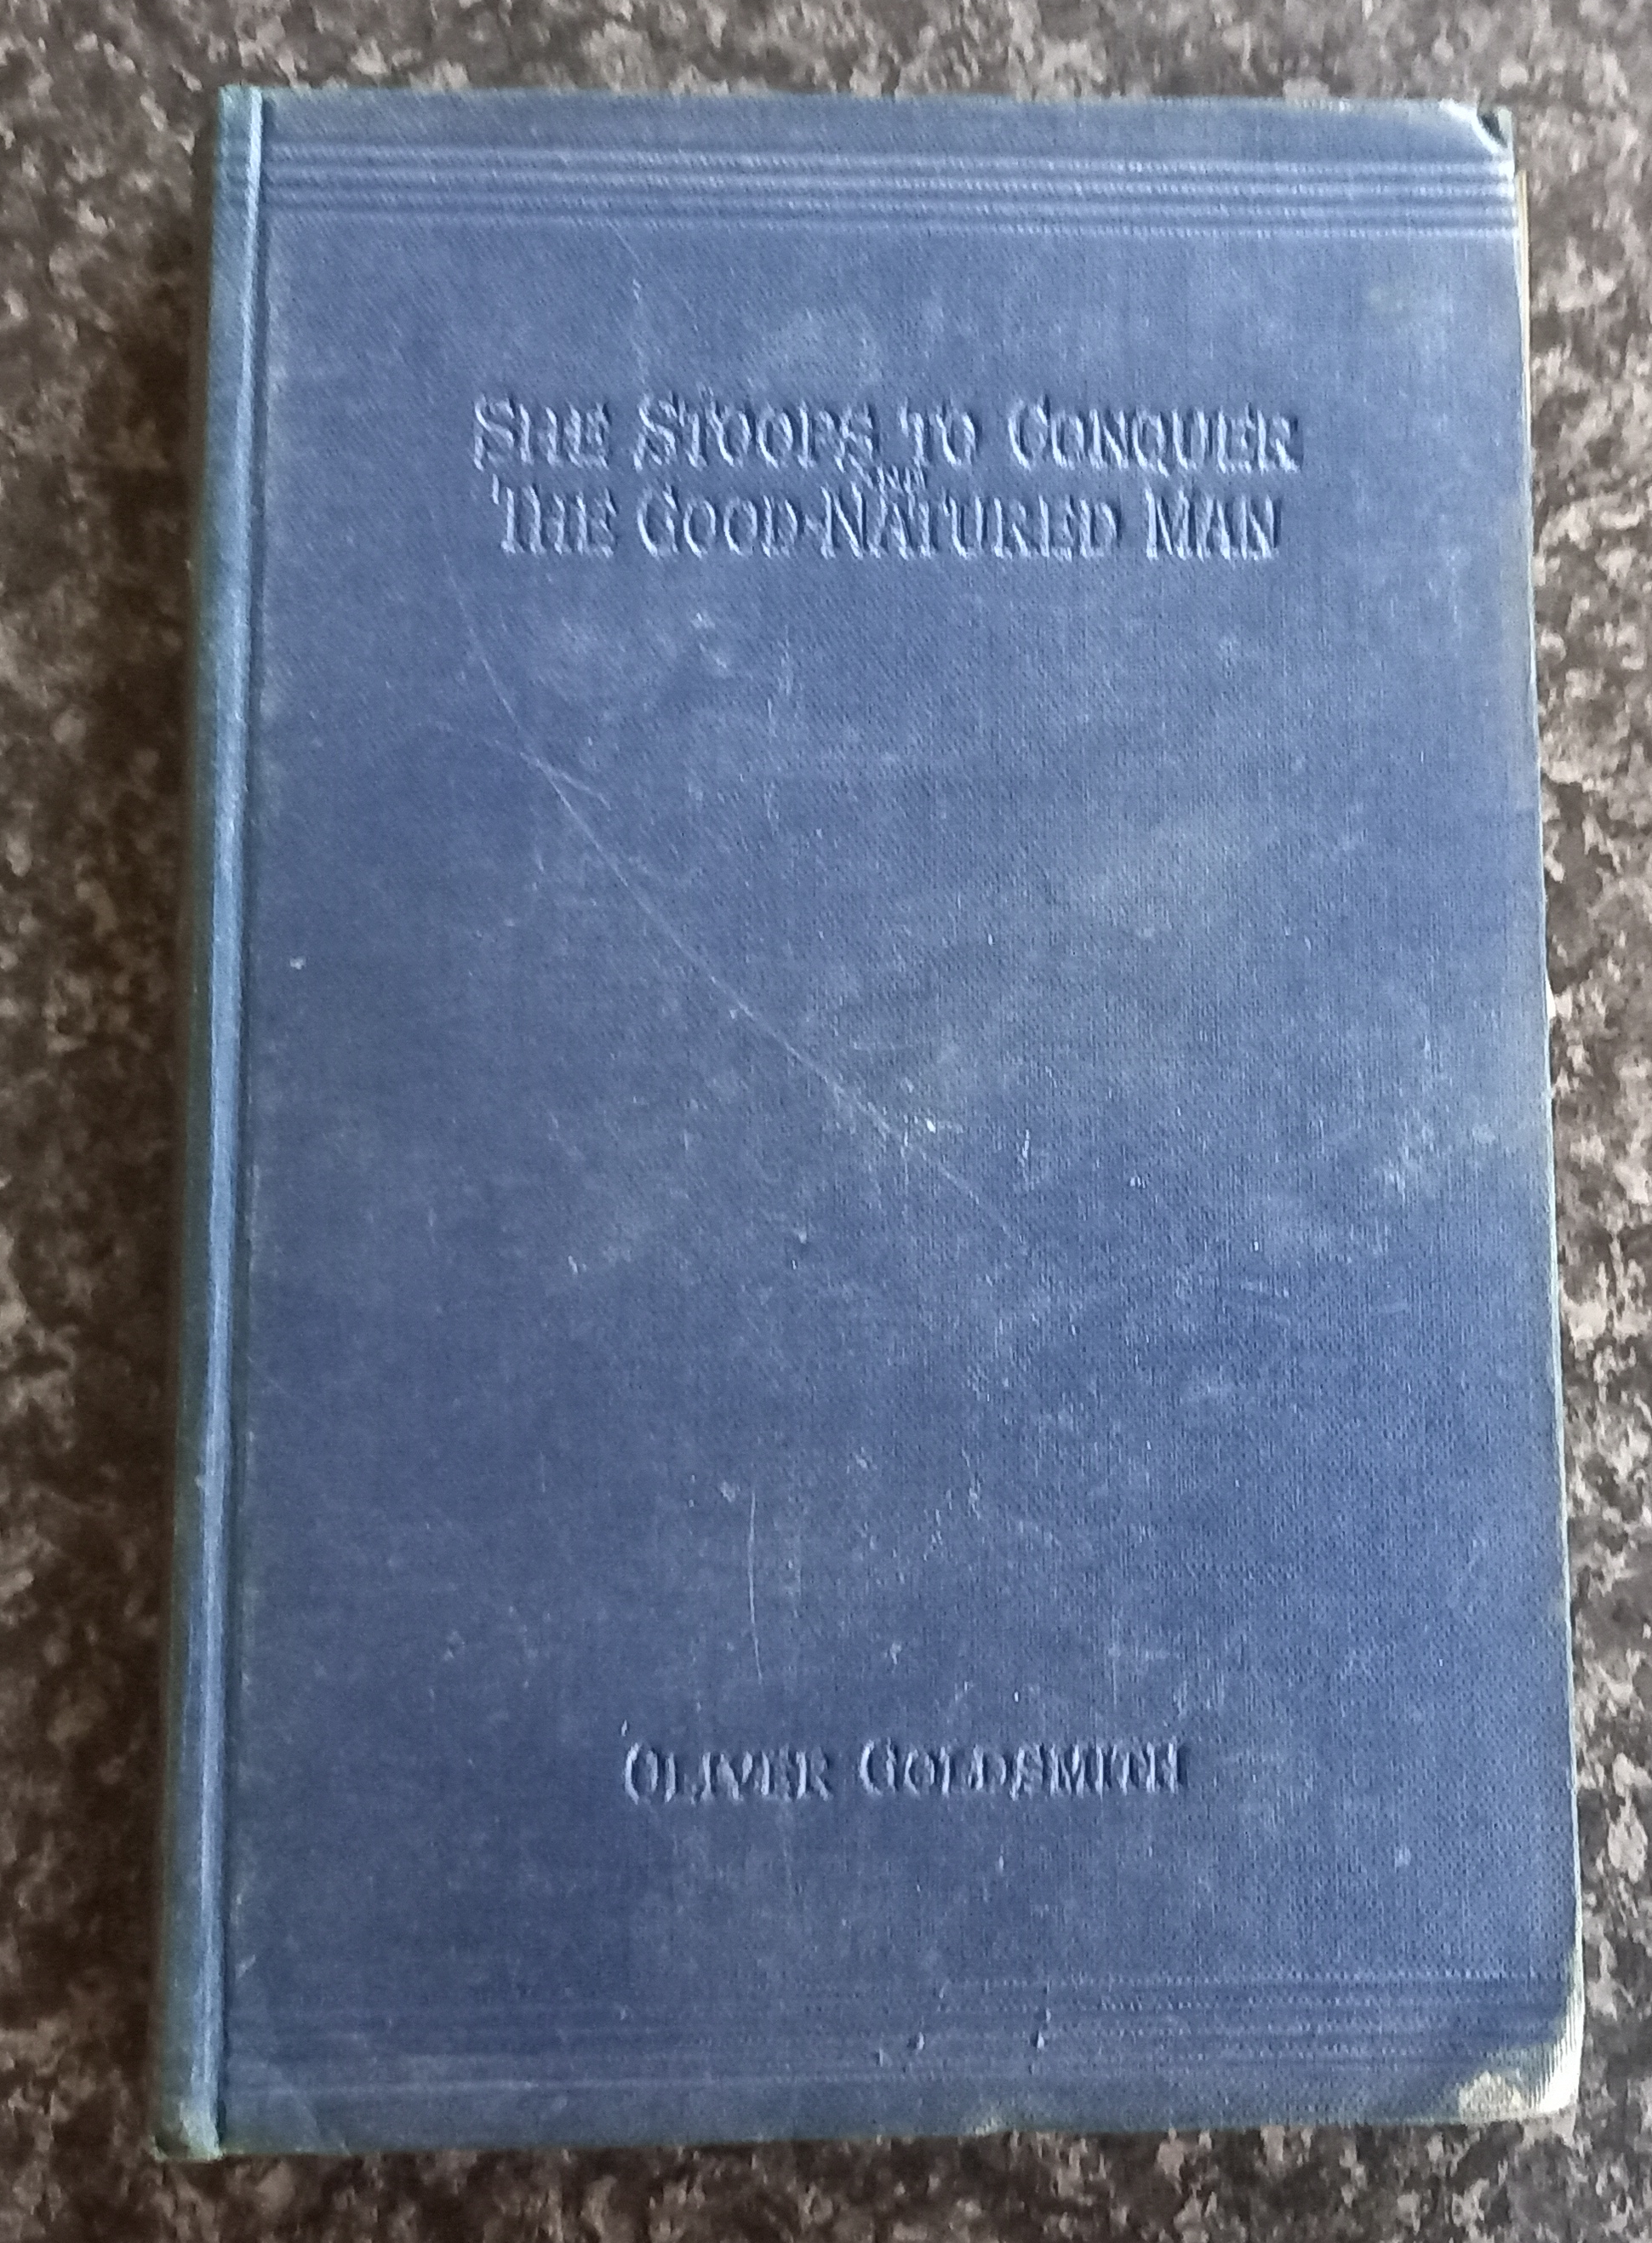 SHE STOOPS TO CONQUER
AND
THE GOOD-NATURED MAN
OLIVER GOLDSMITH